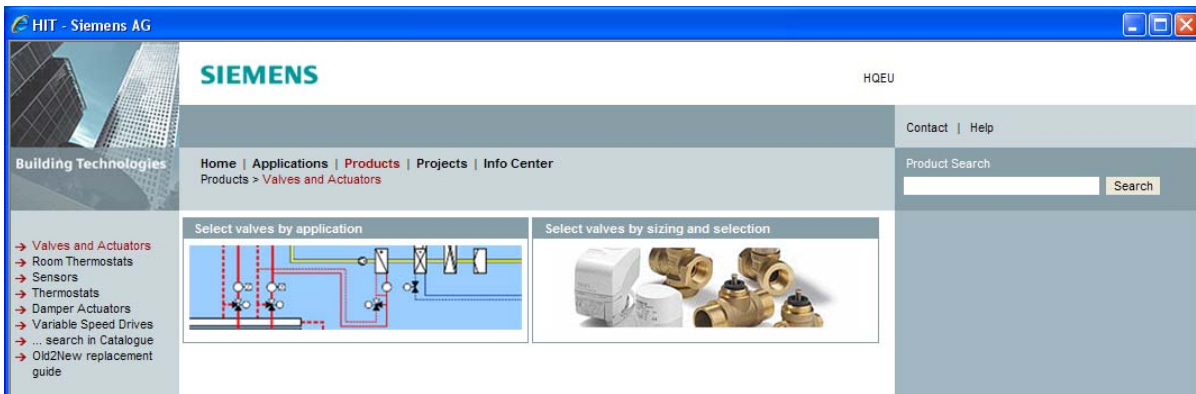 HIT - Siemens AG
SIEMENS
HQEU
Contact | Help
Building Technologies
Home | Applications | Products | Projects | Info Center
Products > Valves and Actuators
Product Search
Search
Valves and Actuators
Room Thermostats
Sensors
Thermostats
Damper Actuators
Variable Speed Drives
... search in Catalogue
Old2New replacement
guide
Select valves by application
Select valves by sizing and selection